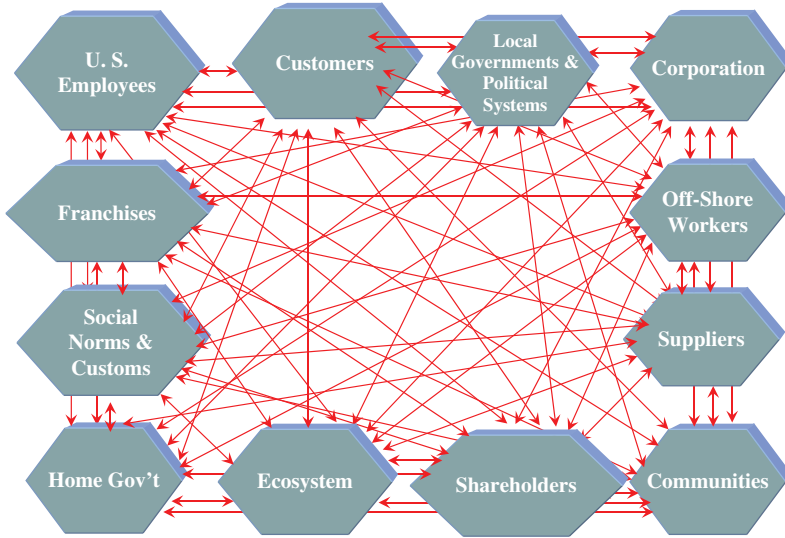 U. S.
Employees
Customers
Local
Governments &
Political
Systems
Corporation
Franchises
Off-Shore
Workers
Social
Norms &
Customs
Suppliers
Home Gov't
Ecosystem
Shareholders
Communities